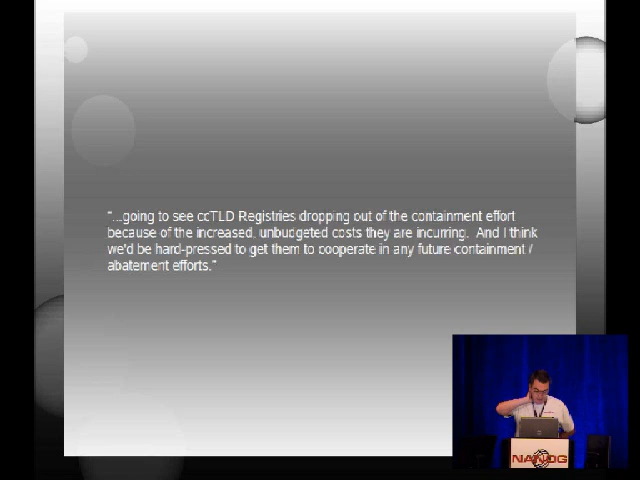 "...going to see ccTLD Registries dropping out of the containment effort
because of the increased, unbudgeted costs they are incurring. And I think
we'd be hard-pressed to get them to cooperate in any future containment /
abatement efforts."
NANOG